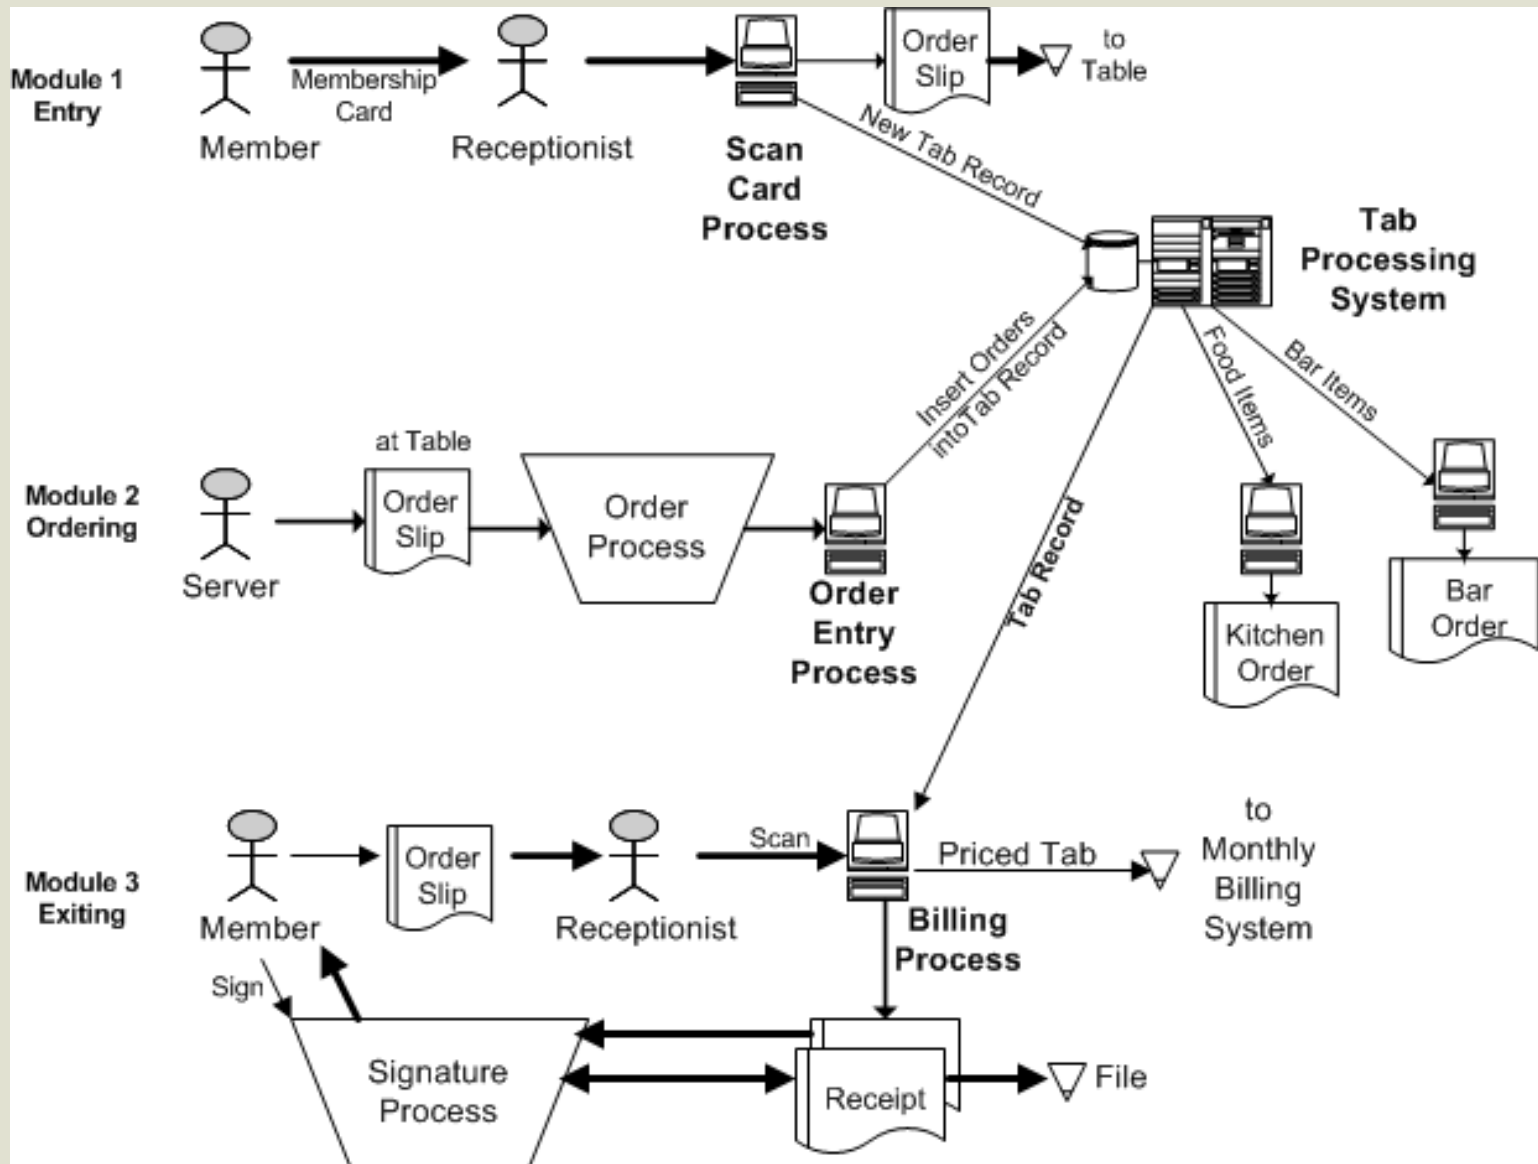 Module 1
Entry
Member
Membership
Card
Receptionist
Scan
Card
Process
Order
Slip
to
Table
New Tab Record
Tab
Processing
System
Insert Orders
intoTab Record
Food Items
Bar Items
Tab Record
Module 2
Ordering
Server
at Table
Order
Slip
Order
Process
Order
Entry
Process
Kitchen
Order
Bar
Order
Module 3
Exiting
Member
Order
Slip
Receptionist
Scan
Billing
Process
Priced Tab
to
Monthly
Billing
System
Sign
Signature
Process
Receipt
File